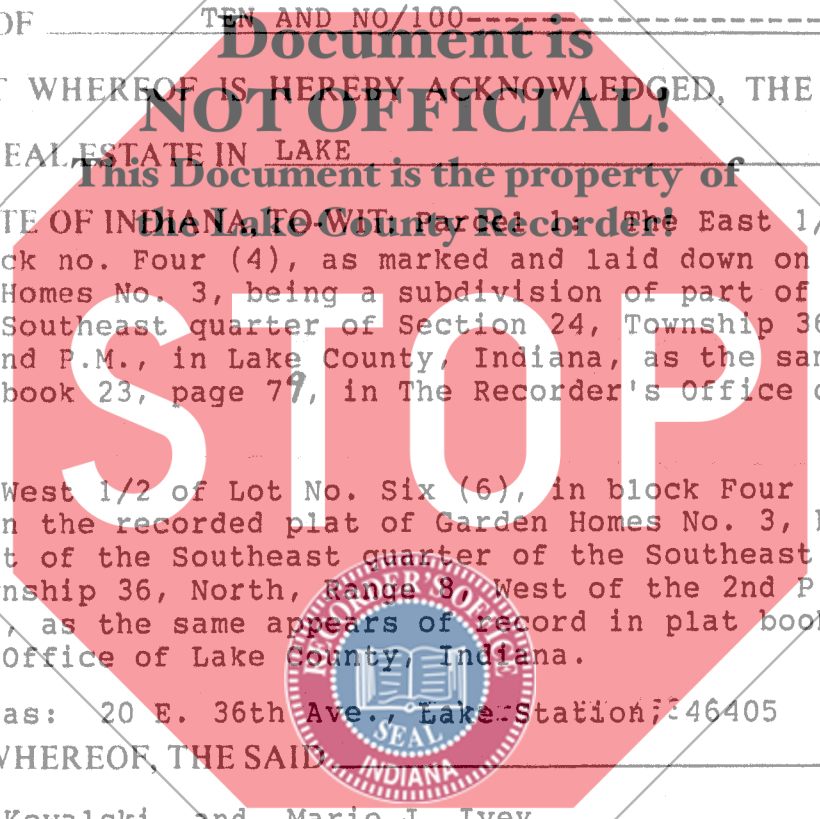 OF TEN AND NO/100-----------------------
Document is
WHEREOF IS HEREBY ACKNOWLEDGED, THE
NOT OFFICIAL!
EAL ESTATE IN LAKE
This Document is the property of
the Lake County Recorder!
TE OF INDIANA, TO-WIT: Parcel 1: The East 1/
ck no. Four (4), as marked and laid down on
Homes No. 3, being a subdivision of part of
Southeast quarter of Section 24, Township 36
nd P.M., in Lake County, Indiana, as the sam
book 23, page 79, in The Recorder's Office o
STOP
West 1/2 of Lot No. Six (6), in block Four
n the recorded plat of Garden Homes No. 3,
t of the Southeast quarter of the Southeast
nship 36, North, Range 8, West of the 2nd P
, as the same appears of record in plat book
Office of Lake County, Indiana.
RECORDER'S OFFICE
SEAL
INDIANA
as: 20 E. 36th Ave., Lake Station, 46405
WHEREOF, THE SAID
Kowalski and Marie J. Ivey